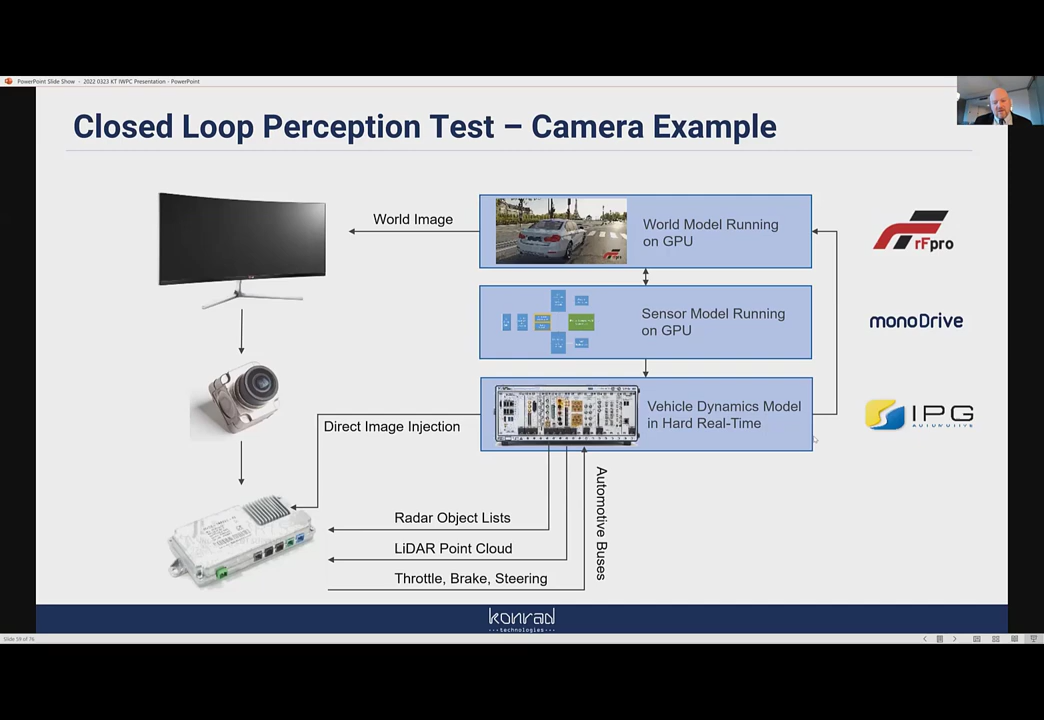 PowerPoint Slide Show - 2022 0323 KT IWPC Presentation - PowerPoint
Closed Loop Perception Test – Camera Example
World Image
World Model Running
on GPU
rFpro
rFpro
Sensor Model Running
on GPU
monoDrive
Vehicle Dynamics Model
in Hard Real-Time
IPG
AUTOMOTIVE
Direct Image Injection
Automotive Buses
Radar Object Lists
LiDAR Point Cloud
Throttle, Brake, Steering
konrad
technologies
Slide 59 of 76